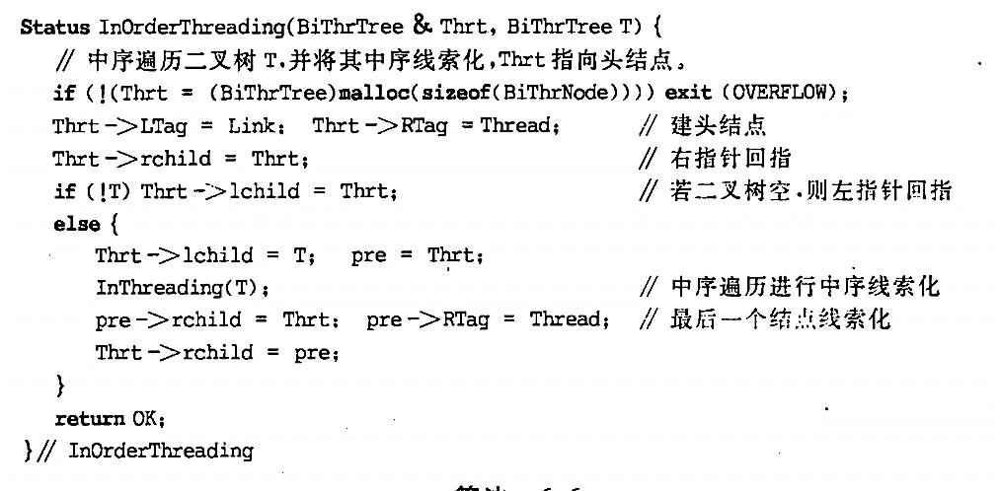 Status InOrderThreading(BiThrTree & Thrt, BiThrTree T) {
// 中序遍历二叉树 T,并将其中序线索化,Thrt 指向头结点。
if (!(Thrt = (BiThrTree)malloc(sizeof(BiThrNode)))) exit (OVERFLOW);
Thrt->LTag = Link; Thrt->RTag = Thread; // 建头结点
Thrt->rchild = Thrt; // 右指针回指
if (!T) Thrt->lchild = Thrt; // 若二叉树空,则左指针回指
else {
Thrt->lchild = T; pre = Thrt;
InThreading(T); // 中序遍历进行中序线索化
pre->rchild = Thrt; pre->RTag = Thread; // 最后一个结点线索化
Thrt->rchild = pre;
}
return OK;
}// InOrderThreading